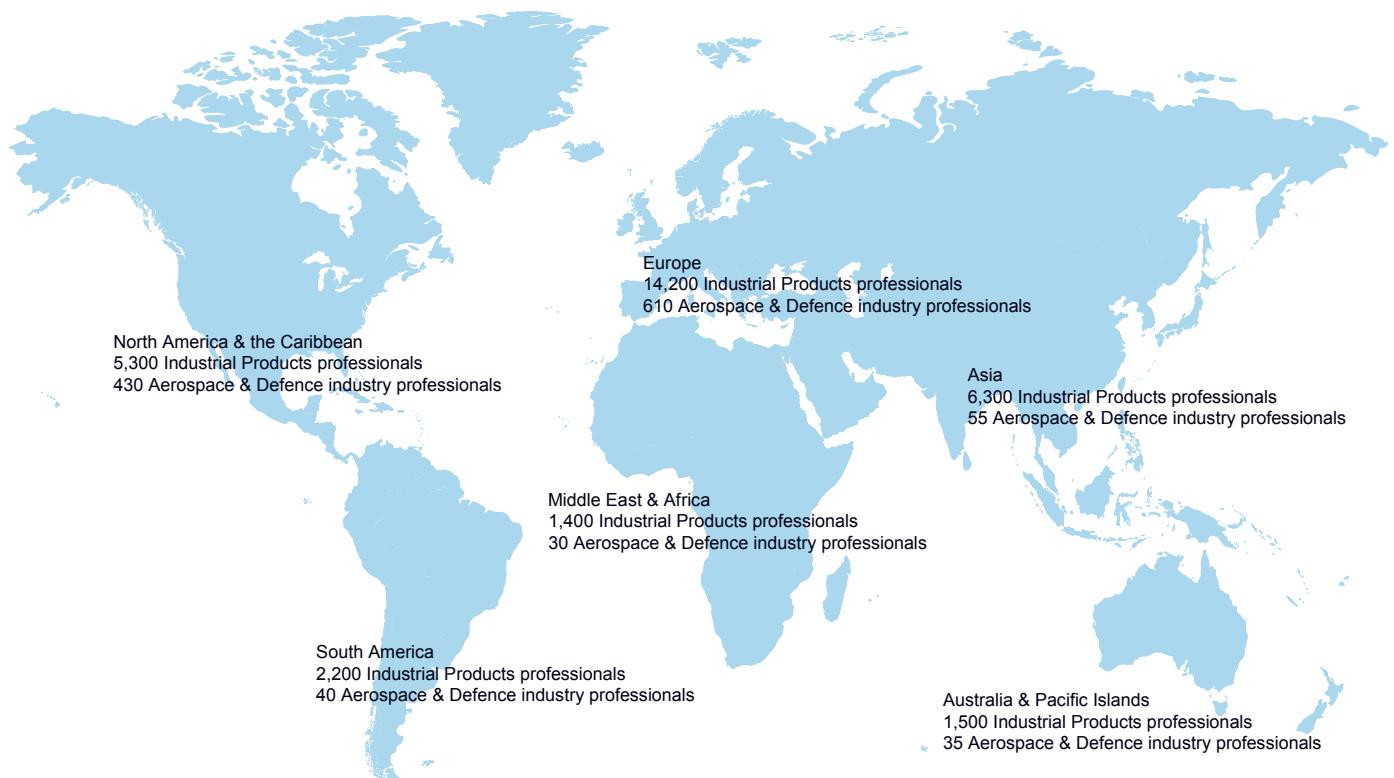 Europe
14,200 Industrial Products professionals
610 Aerospace & Defence industry professionals
North America & the Caribbean
5,300 Industrial Products professionals
430 Aerospace & Defence industry professionals
Asia
6,300 Industrial Products professionals
55 Aerospace & Defence industry professionals
Middle East & Africa
1,400 Industrial Products professionals
30 Aerospace & Defence industry professionals
South America
2,200 Industrial Products professionals
40 Aerospace & Defence industry professionals
Australia & Pacific Islands
1,500 Industrial Products professionals
35 Aerospace & Defence industry professionals